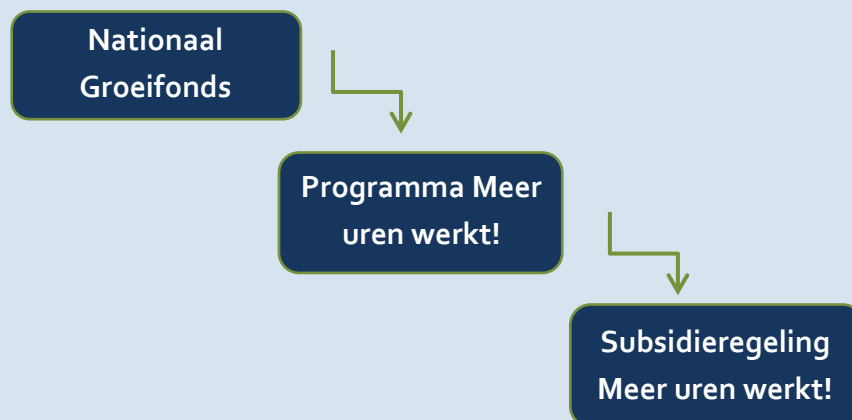 Nationaal
Groeifonds
Programma Meer
uren werkt!
Subsidieregeling
Meer uren werkt!